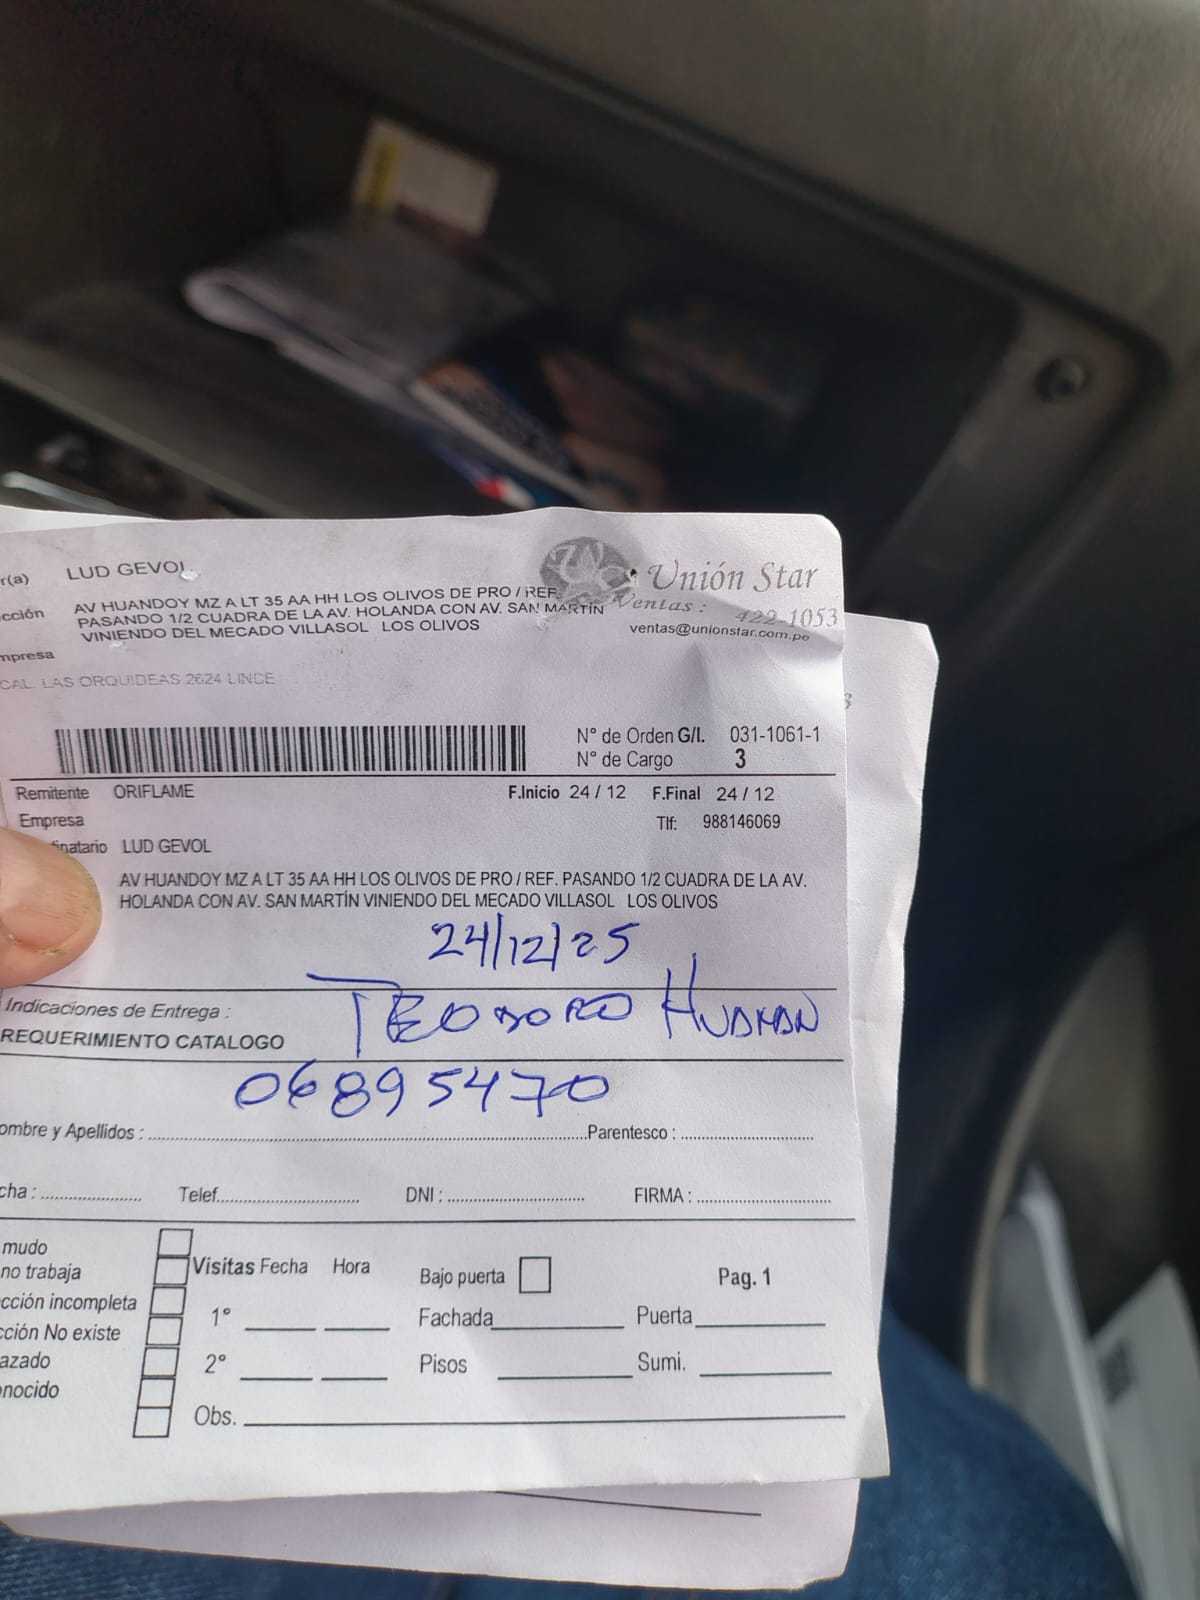 r(a) LUD GEVOL
cción AV HUANDOY MZ A LT 35 AA HH LOS OLIVOS DE PRO / REF.
PASANDO 1/2 CUADRA DE LA AV. HOLANDA CON AV. SAN MARTÍN
VINIENDO DEL MECADO VILLASOL LOS OLIVOS
Unión Star
Ventas : 422-1053
ventas@unionstar.com.pe
mpresa
CAL. LAS ORQUIDEAS 2624 LINCE
N° de Orden G/I. 031-1061-1
N° de Cargo 3
Remitente ORIFLAME F.Inicio 24 / 12 F.Final 24 / 12
Empresa Tlf: 988146069
inatario LUD GEVOL
AV HUANDOY MZ A LT 35 AA HH LOS OLIVOS DE PRO / REF. PASANDO 1/2 CUADRA DE LA AV.
HOLANDA CON AV. SAN MARTÍN VINIENDO DEL MECADO VILLASOL LOS OLIVOS
24/12/25
Indicaciones de Entrega : TEODORO HUAMAN
REQUERIMIENTO CATALOGO
06895470
ombre y Apellidos : Parentesco :
cha : Telef. DNI : FIRMA :
mudo
no trabaja
cción incompleta
cción No existe
azado
onocido
Visitas Fecha Hora
1°
2°
Obs.
Bajo puerta Pag. 1
Fachada Puerta
Pisos Sumi.